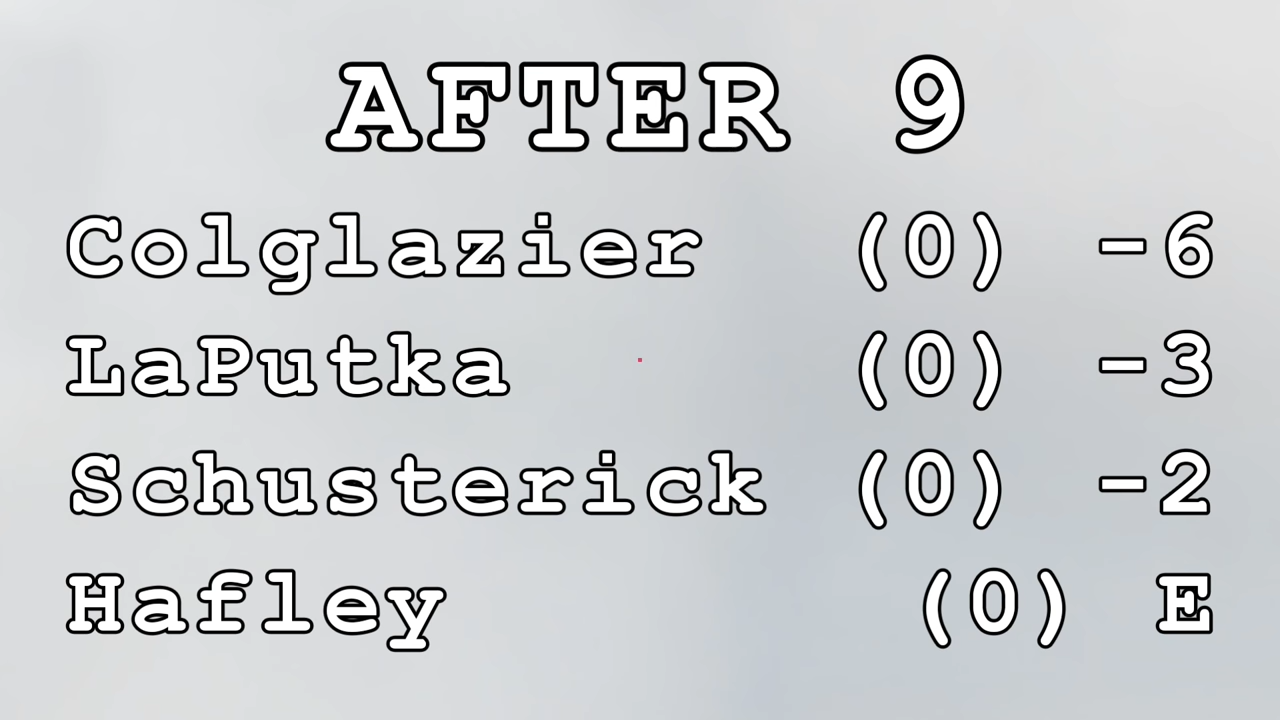 AFTER 9
Colglazier (0) -6
LaPutka (0) -3
Schusterick (0) -2
Hafley (0) E